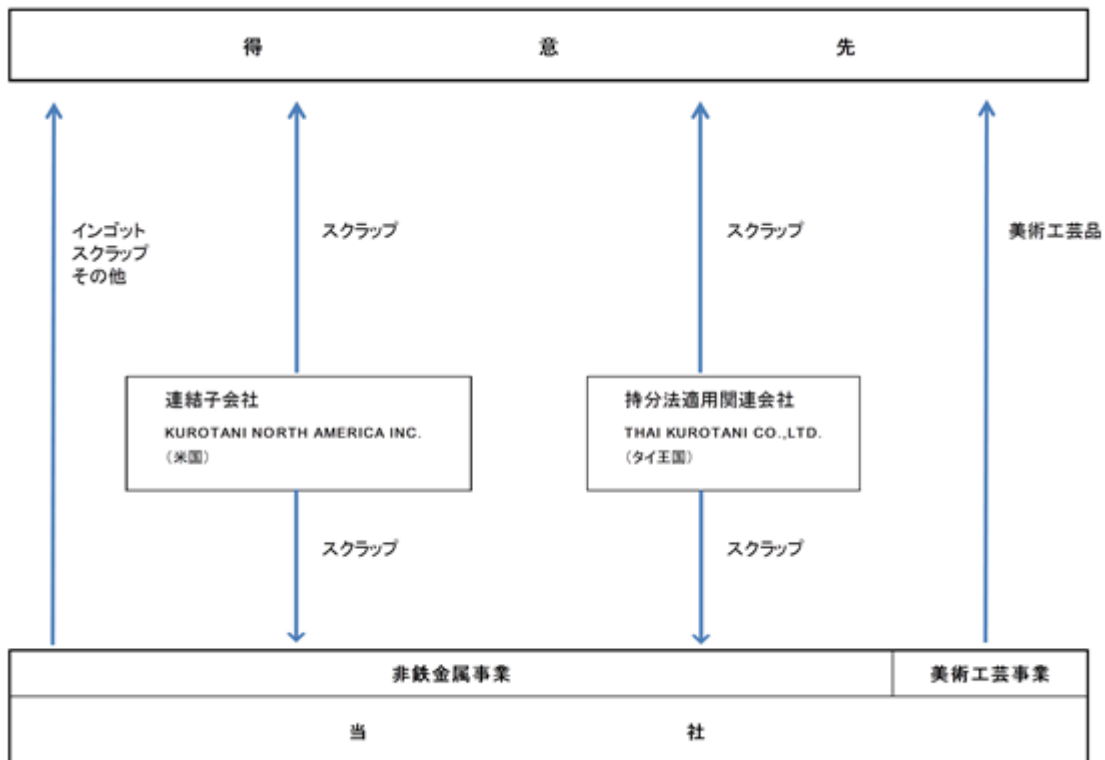 得意先
インゴット
スクラップ
その他
スクラップ
スクラップ
美術工芸品
連結子会社
KUROTANI NORTH AMERICA INC.
（米国）
持分法適用関連会社
THAI KUROTANI CO.,LTD.
（タイ王国）
スクラップ
スクラップ
非鉄金属事業
美術工芸事業
当社